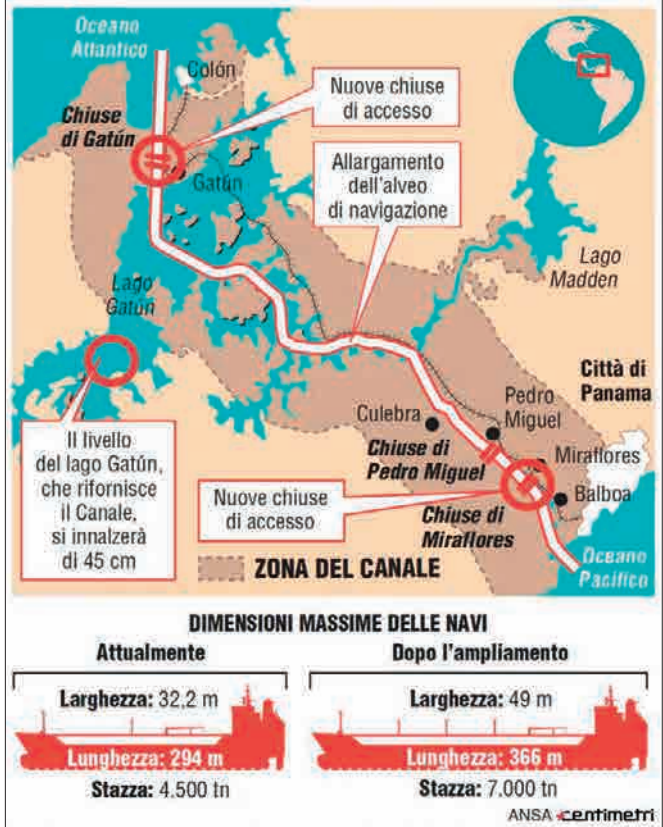 Oceano
Atlantico
Colón
Chiuse
di Gatún
Nuove chiuse
di accesso
Gatún
Allargamento
dell'alveo
di navigazione
Lago
Gatún
Lago
Madden
Città di
Panama
Culebra
Pedro
Miguel
Chiuse di
Pedro Miguel
Miraflores
Balboa
Il livello
del lago Gatún,
che rifornisce
il Canale,
si innalzerà
di 45 cm
Nuove chiuse
di accesso
Chiuse di
Miraflores
Oceano
Pacifico
ZONA DEL CANALE
DIMENSIONI MASSIME DELLE NAVI
Attualmente
Larghezza: 32,2 m
Lunghezza: 294 m
Stazza: 4.500 tn
Dopo l'ampliamento
Larghezza: 49 m
Lunghezza: 366 m
Stazza: 7.000 tn
ANSA centimetri